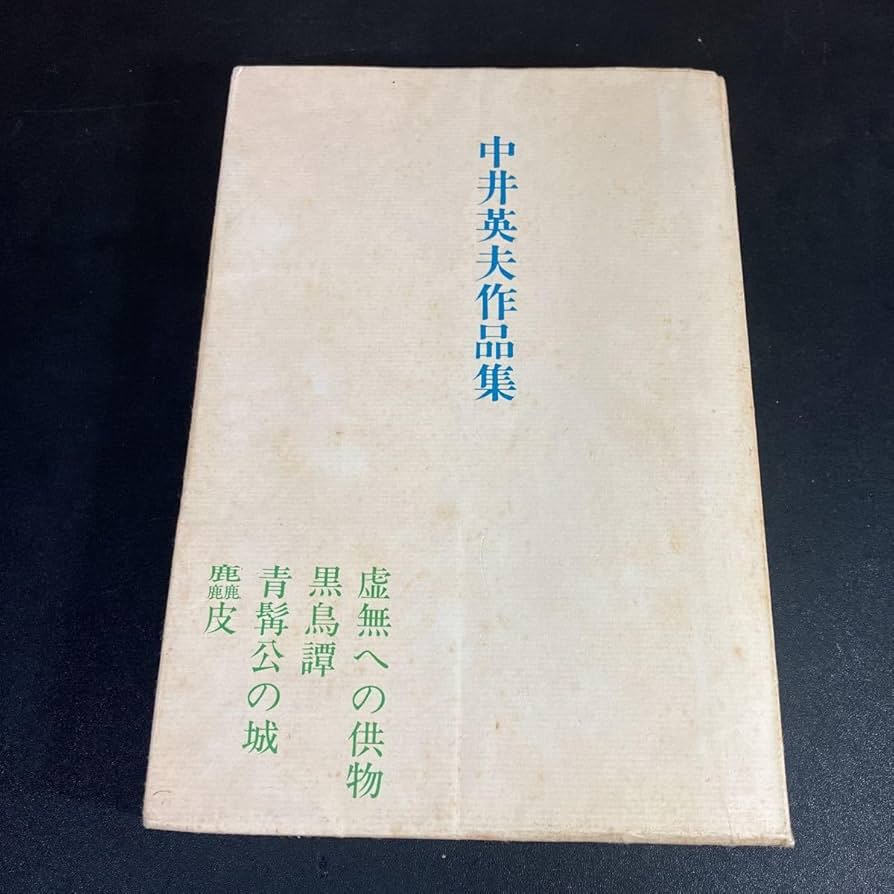 中井英夫作品集
虚無への供物
黒鳥譚
青髯公の城
麤皮